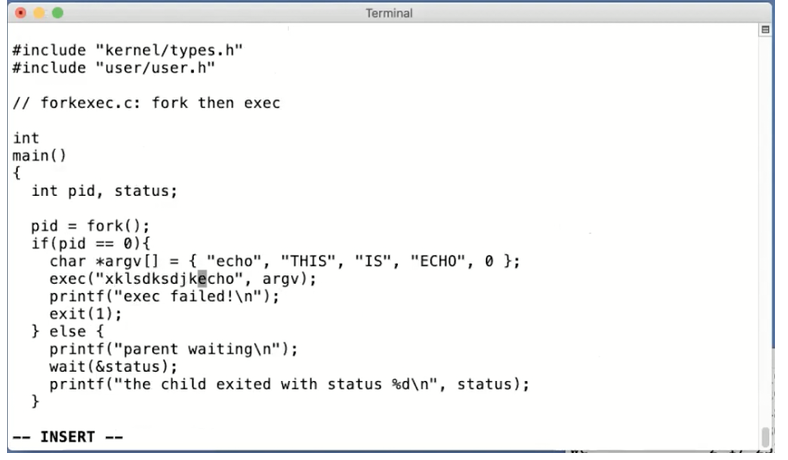 Terminal
#include "kernel/types.h"
#include "user/user.h"
// forkexec.c: fork then exec
int
main()
{
  int pid, status;
  pid = fork();
  if(pid == 0){
    char *argv[] = { "echo", "THIS", "IS", "ECHO", 0 };
    exec("xklsdksdjkecho", argv);
    printf("exec failed!\n");
    exit(1);
  } else {
    printf("parent waiting\n");
    wait(&status);
    printf("the child exited with status %d\n", status);
  }
-- INSERT --